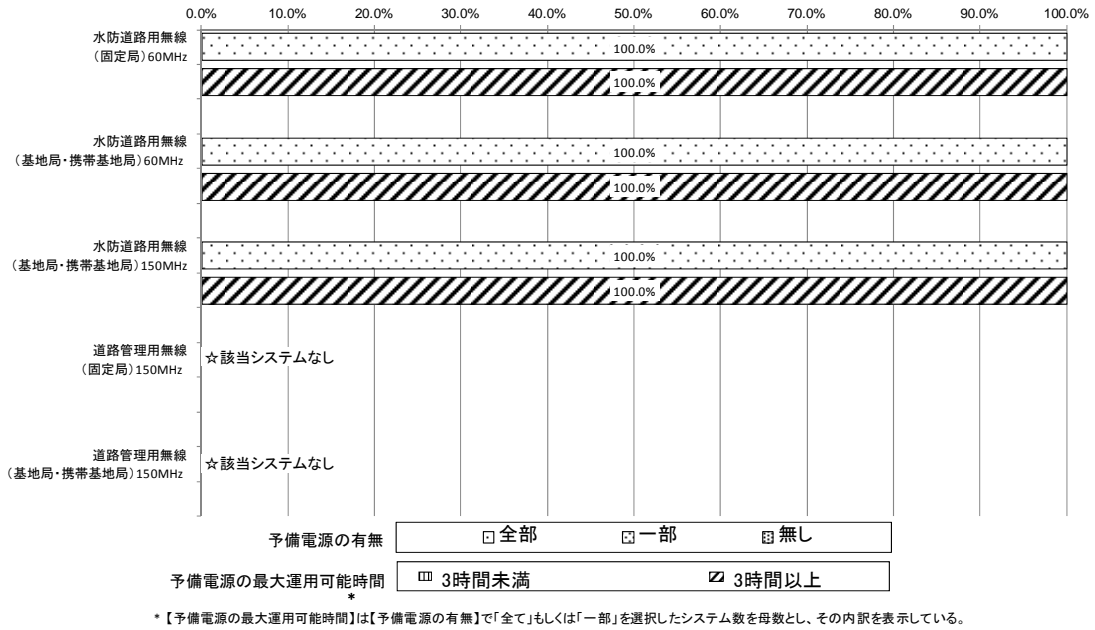 0.0% 10.0% 20.0% 30.0% 40.0% 50.0% 60.0% 70.0% 80.0% 90.0% 100.0%
水防道路用無線
(固定局)60MHz
100.0%
100.0%
水防道路用無線
(基地局・携帯基地局)60MHz
100.0%
100.0%
水防道路用無線
(基地局・携帯基地局)150MHz
100.0%
100.0%
道路管理用無線
(固定局)150MHz
☆該当システムなし
道路管理用無線
(基地局・携帯基地局)150MHz
☆該当システムなし
予備電源の有無 全部 一部 無し
予備電源の最大運用可能時間 3時間未満 3時間以上
*
*【予備電源の最大運用可能時間】は【予備電源の有無】で「全て」もしくは「一部」を選択したシステム数を母数とし、その内訳を表示している。